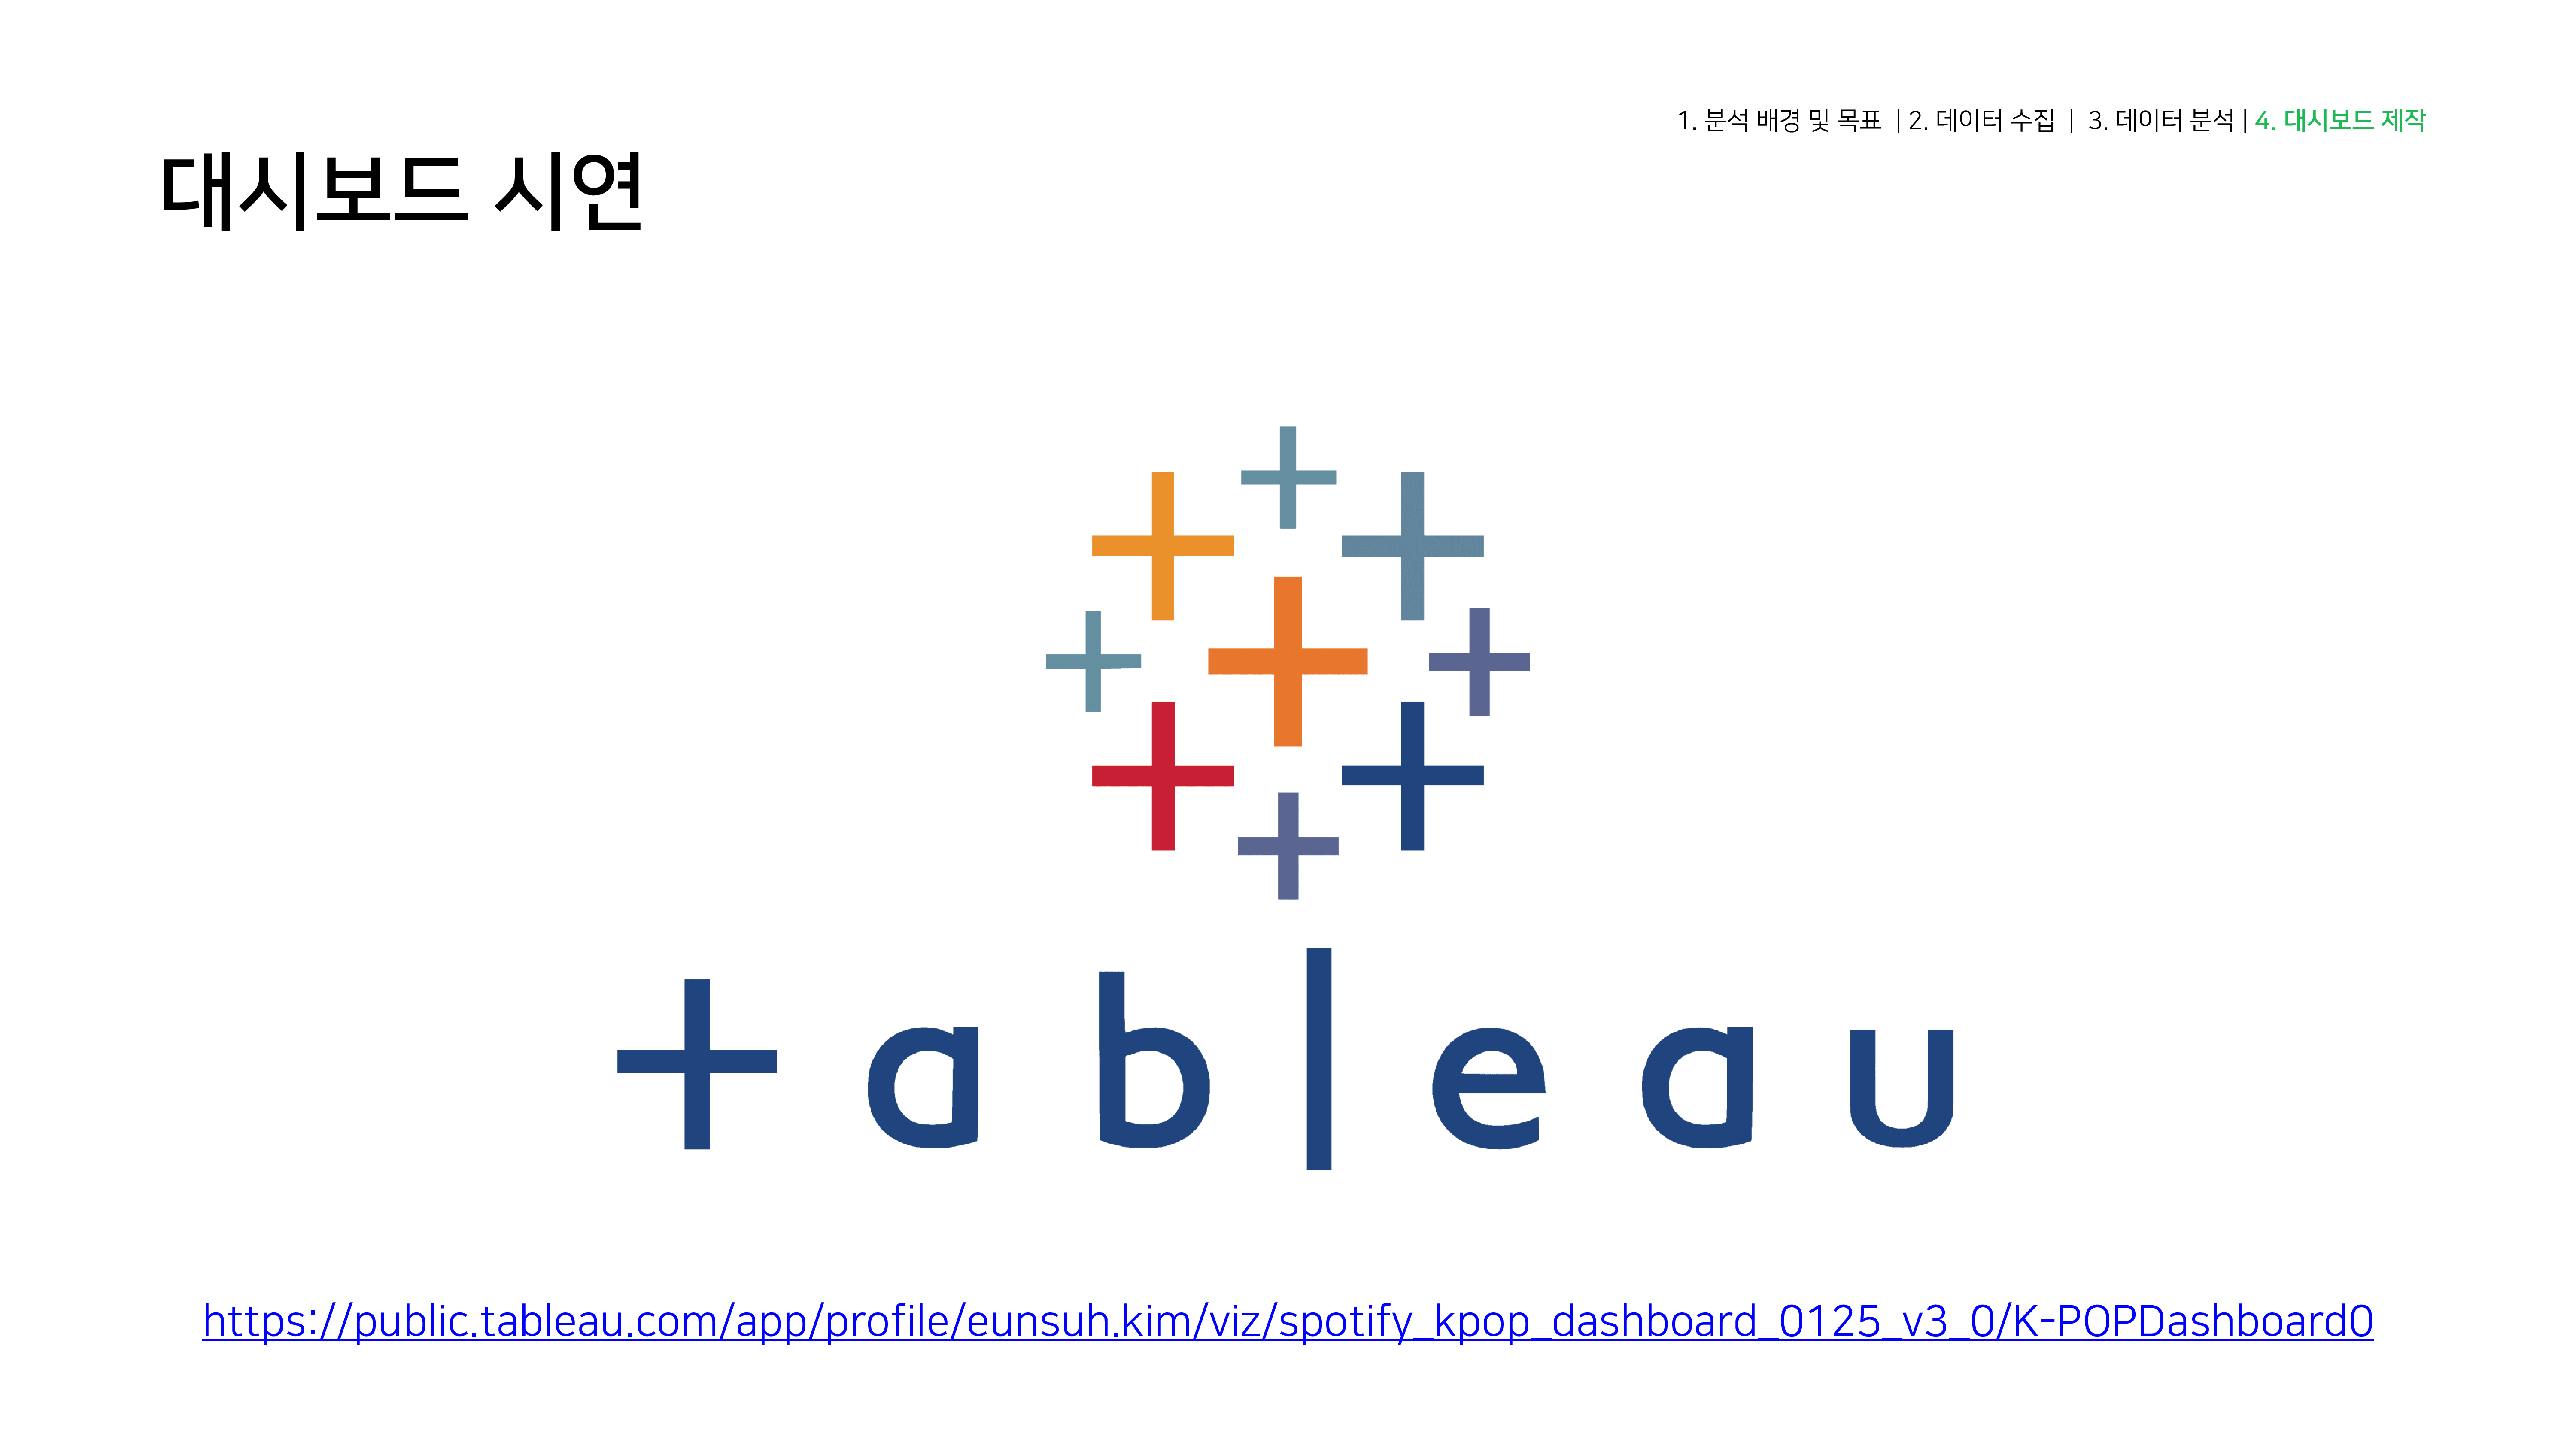 1. 분석 배경 및 목표 | 2. 데이터 수집 | 3. 데이터 분석 | 4. 대시보드 제작
대시보드 시연
+ableau
https://public.tableau.com/app/profile/eunsuh.kim/viz/spotify_kpop_dashboard_0125_v3_0/K-POPDashboard0